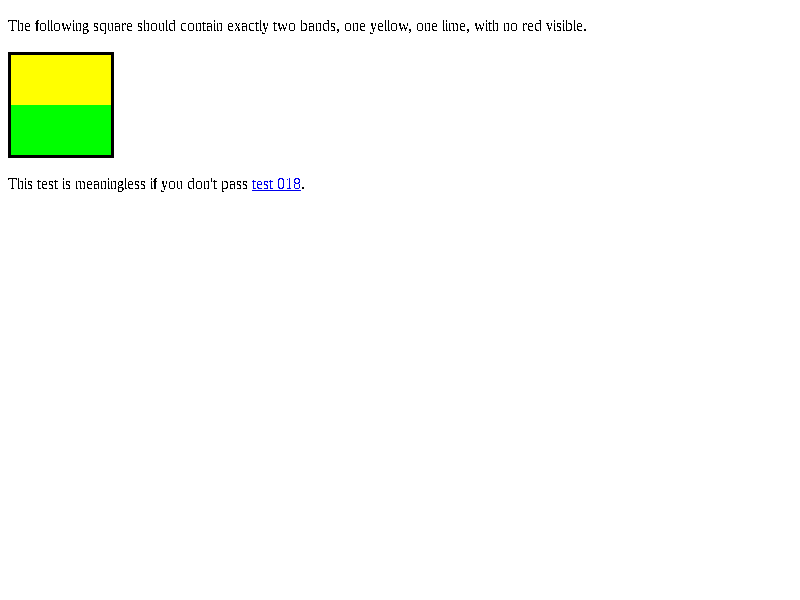 The following square should contain exactly two bands, one yellow, one lime, with no red visible.
This test is meaningless if you don't pass test 018.